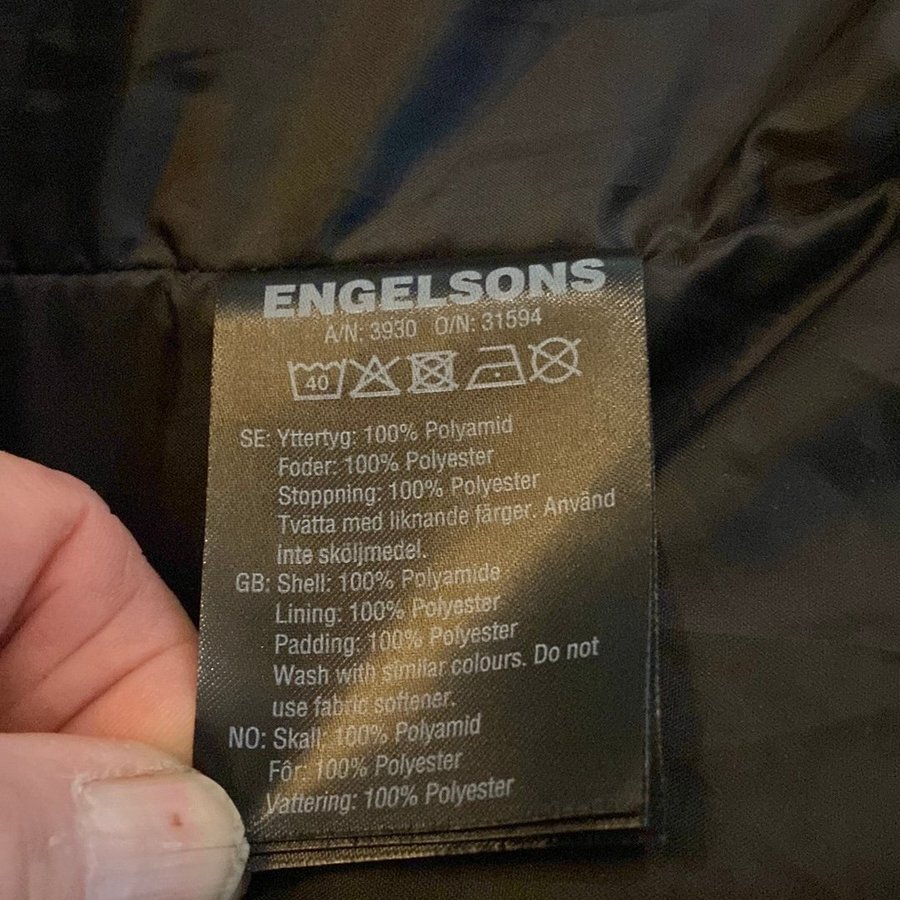 ENGELSONS
A/N: 3930 O/N: 31594
40
SE: Yttertyg: 100% Polyamid
Foder: 100% Polyester
Stoppning: 100% Polyester
Tvätta med liknande färger. Använd
inte sköljmedel.
GB: Shell: 100% Polyamide
Lining: 100% Polyester
Padding: 100% Polyester
Wash with similar colours. Do not
use fabric softener.
NO: Skall: 100% Polyamid
Fôr: 100% Polyester
Vattering: 100% Polyester